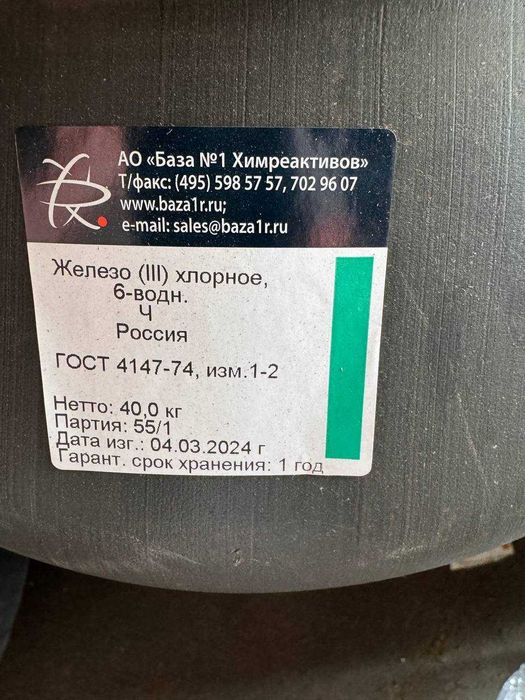 АО «База №1 Химреактивов»
Т/факс: (495) 598 57 57, 702 96 07
www.baza1r.ru;
e-mail: sales@baza1r.ru
Железо (III) хлорное,
6-водн.
Ч
Россия
ГОСТ 4147-74, изм.1-2
Нетто: 40,0 кг
Партия: 55/1
Дата изг.: 04.03.2024 г
Гарант. срок хранения: 1 год